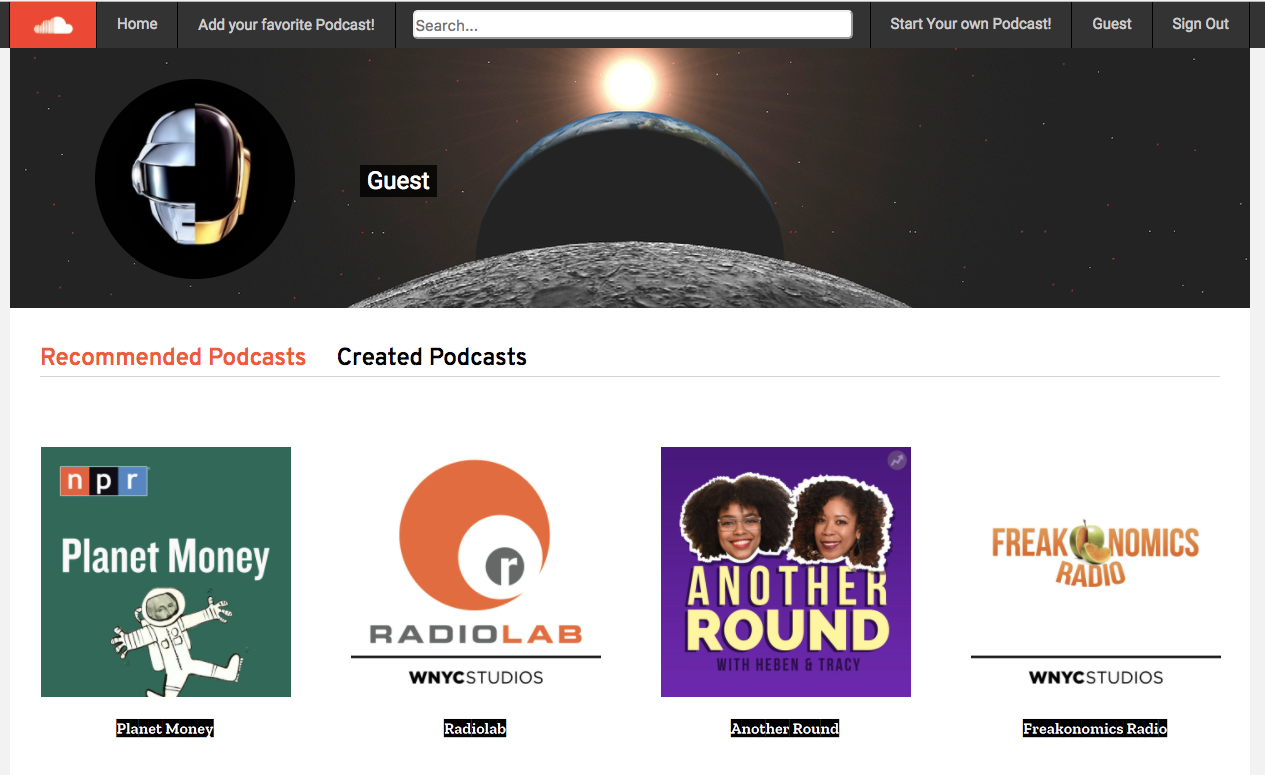 Home
Add your favorite Podcast!
Search...
Start Your own Podcast!
Guest
Sign Out
Guest
Recommended Podcasts
Created Podcasts
npr
Planet Money
r
RADIOLAB
WNYCSTUDIOS
ANOTHER
ROUND
WITH HEBEN & TRACY
FREAKONOMICS
RADIO
WNYCSTUDIOS
Planet Money
Radiolab
Another Round
Freakonomics Radio